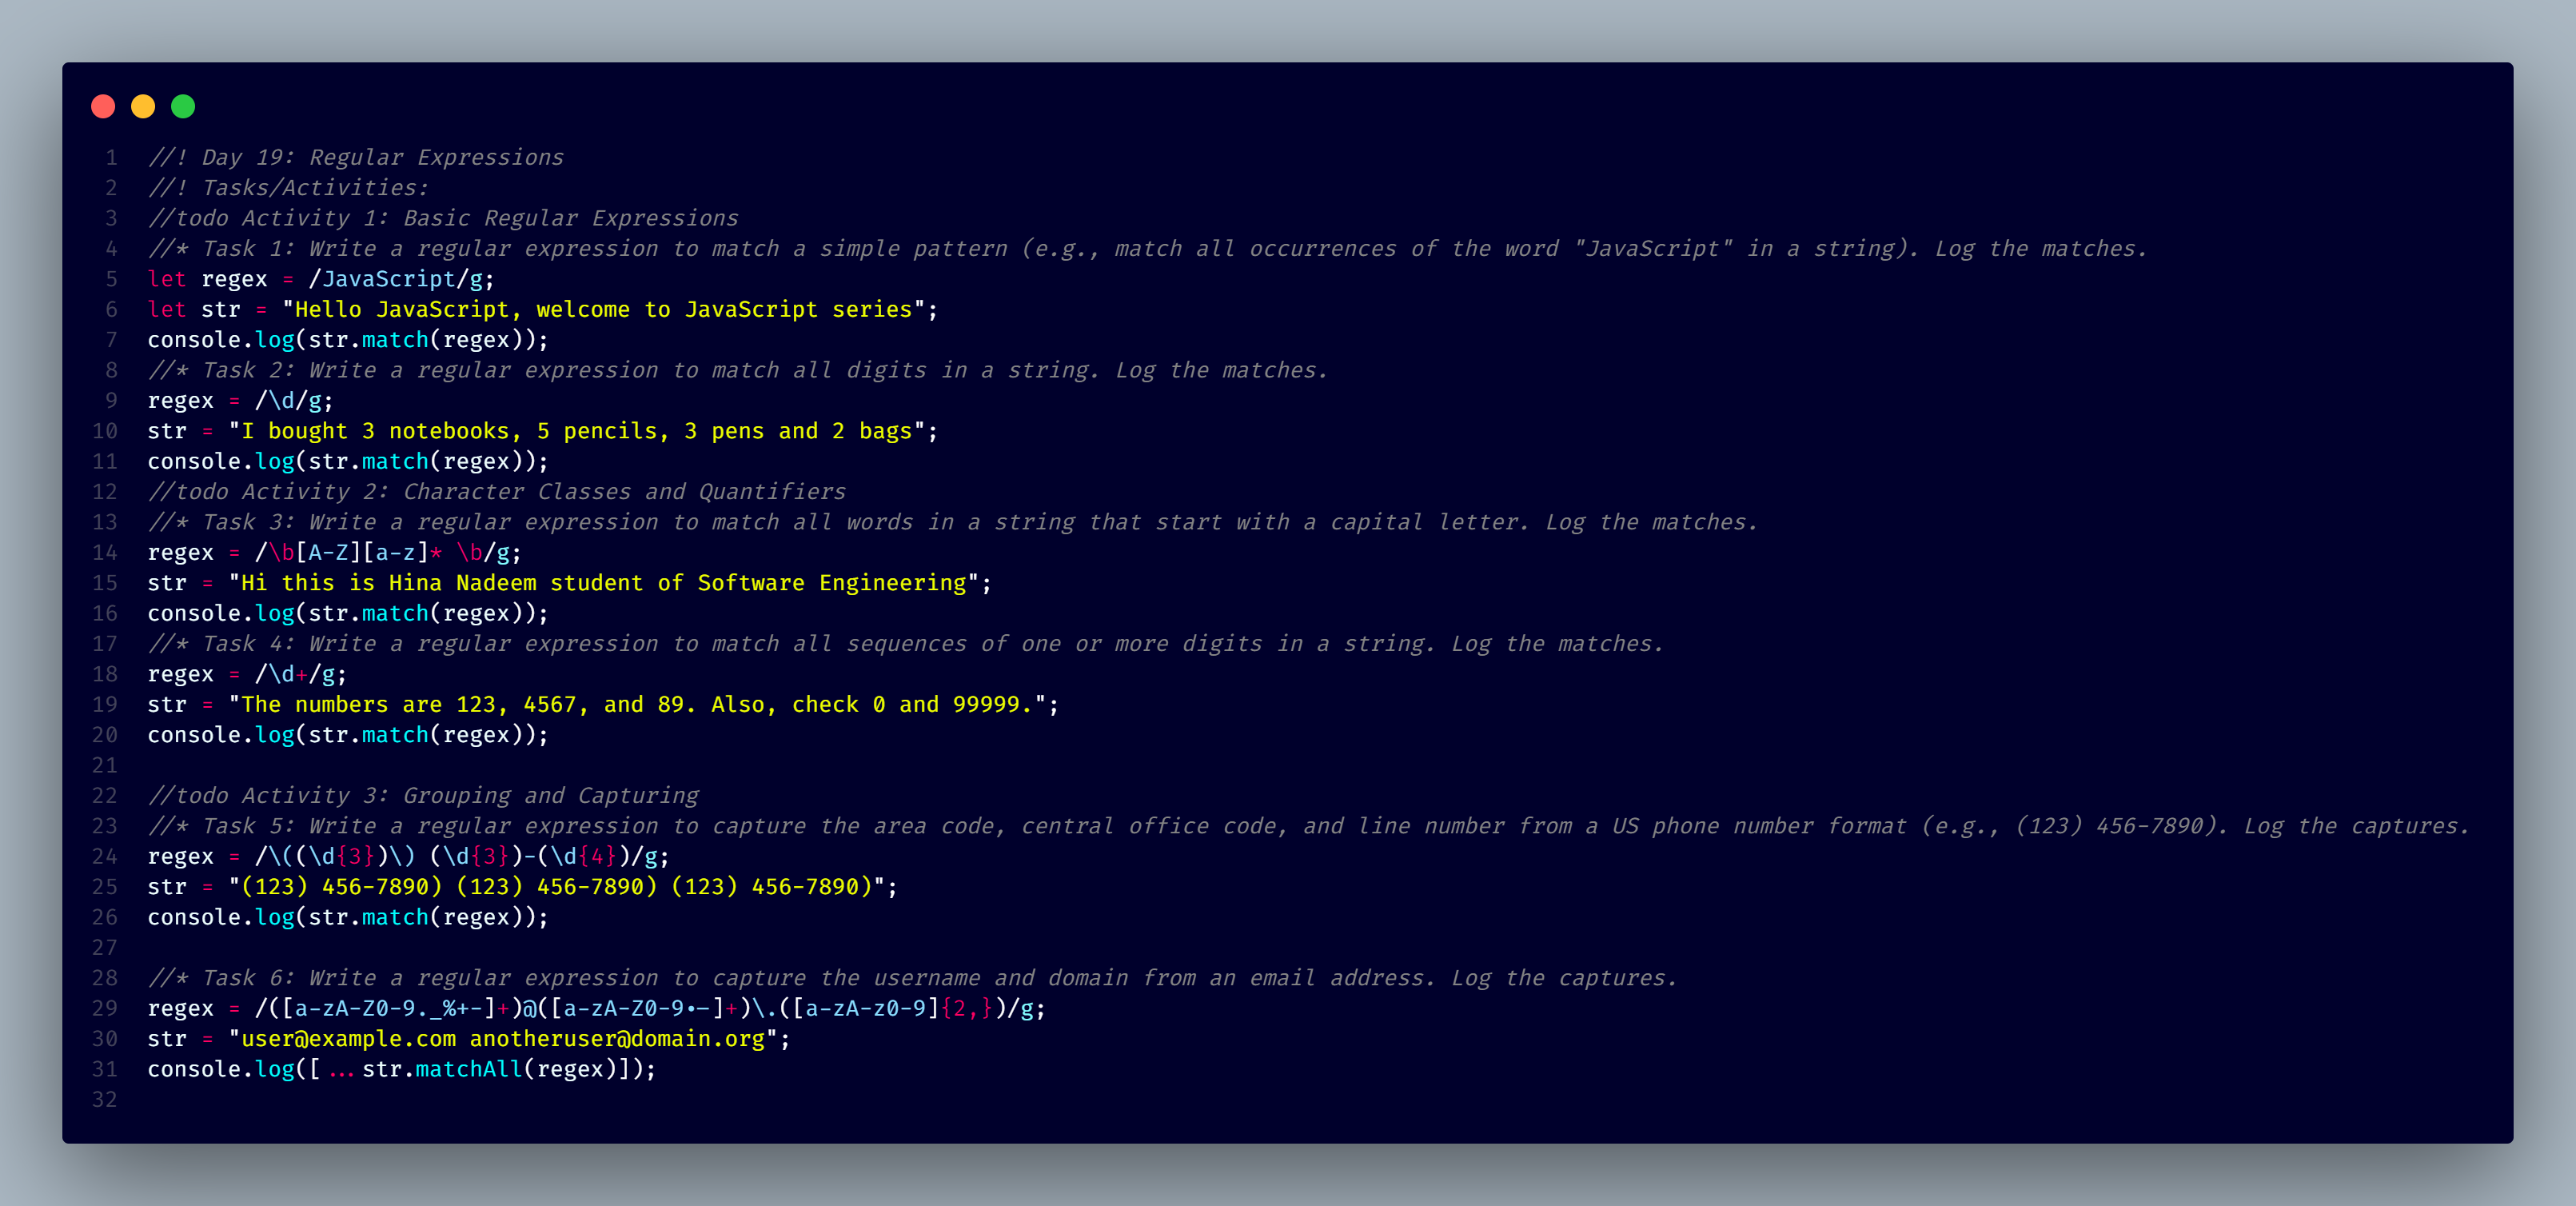 1 //! Day 19: Regular Expressions
2 //! Tasks/Activities:
3 //todo Activity 1: Basic Regular Expressions
4 //* Task 1: Write a regular expression to match a simple pattern (e.g., match all occurrences of the word "JavaScript" in a string). Log the matches.
5 let regex = /JavaScript/g;
6 let str = "Hello JavaScript, welcome to JavaScript series";
7 console.log(str.match(regex));
8 //* Task 2: Write a regular expression to match all digits in a string. Log the matches.
9 regex = /\d/g;
10 str = "I bought 3 notebooks, 5 pencils, 3 pens and 2 bags";
11 console.log(str.match(regex));
12 //todo Activity 2: Character Classes and Quantifiers
13 //* Task 3: Write a regular expression to match all words in a string that start with a capital letter. Log the matches.
14 regex = /\b[A-Z][a-z]* \b/g;
15 str = "Hi this is Hina Nadeem student of Software Engineering";
16 console.log(str.match(regex));
17 //* Task 4: Write a regular expression to match all sequences of one or more digits in a string. Log the matches.
18 regex = /\d+/g;
19 str = "The numbers are 123, 4567, and 89. Also, check 0 and 99999.";
20 console.log(str.match(regex));
21
22 //todo Activity 3: Grouping and Capturing
23 //* Task 5: Write a regular expression to capture the area code, central office code, and line number from a US phone number format (e.g., (123) 456-7890). Log the captures.
24 regex = /\((\d{3})\) (\d{3})-(\d{4})/g;
25 str = "(123) 456-7890) (123) 456-7890) (123) 456-7890)";
26 console.log(str.match(regex));
27
28 //* Task 6: Write a regular expression to capture the username and domain from an email address. Log the captures.
29 regex = /([a-zA-Z0-9._%+-]+)@([a-zA-Z0-9•-]+)\.([a-zA-z0-9]{2,})/g;
30 str = "user@example.com anotheruser@domain.org";
31 console.log([...str.matchAll(regex)]);
32